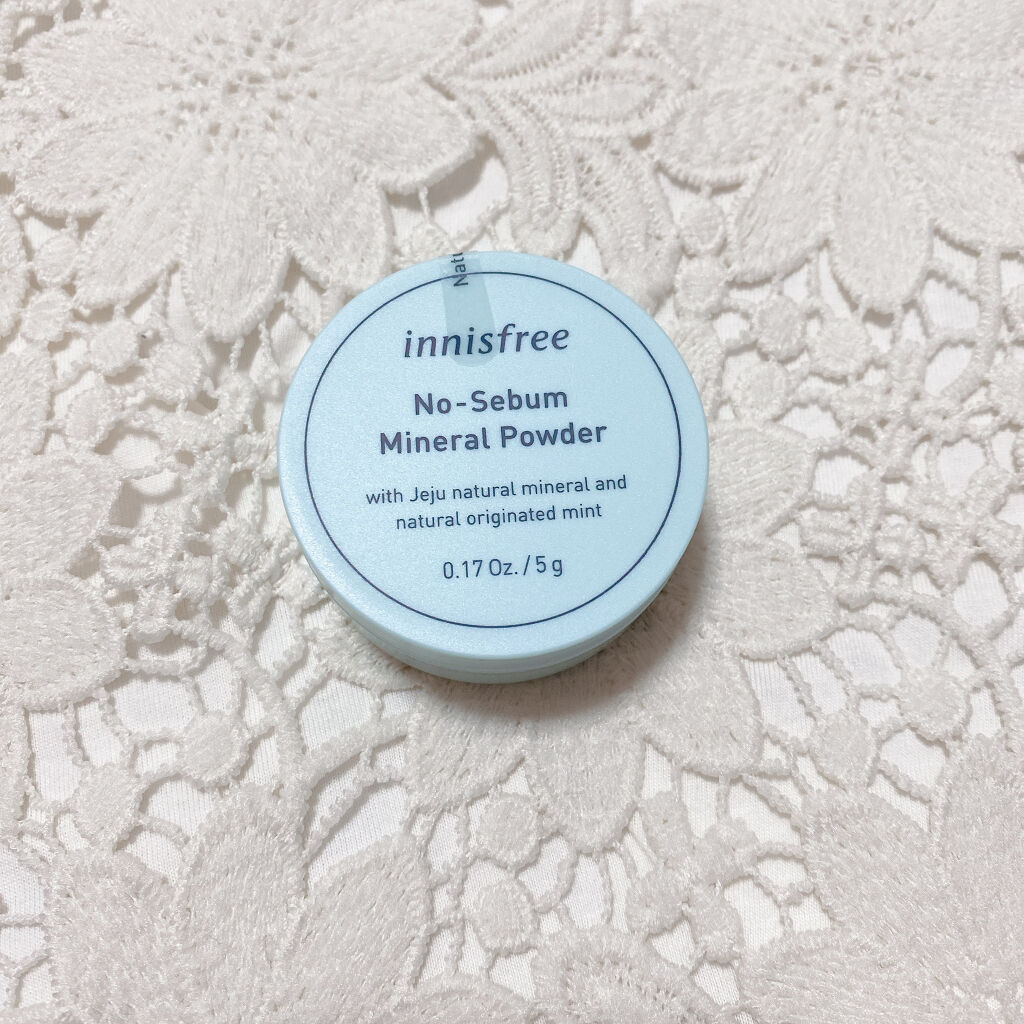 innisfree
No-Sebum
Mineral Powder
with Jeju natural mineral and
natural originated mint
0.17 Oz. / 5 g